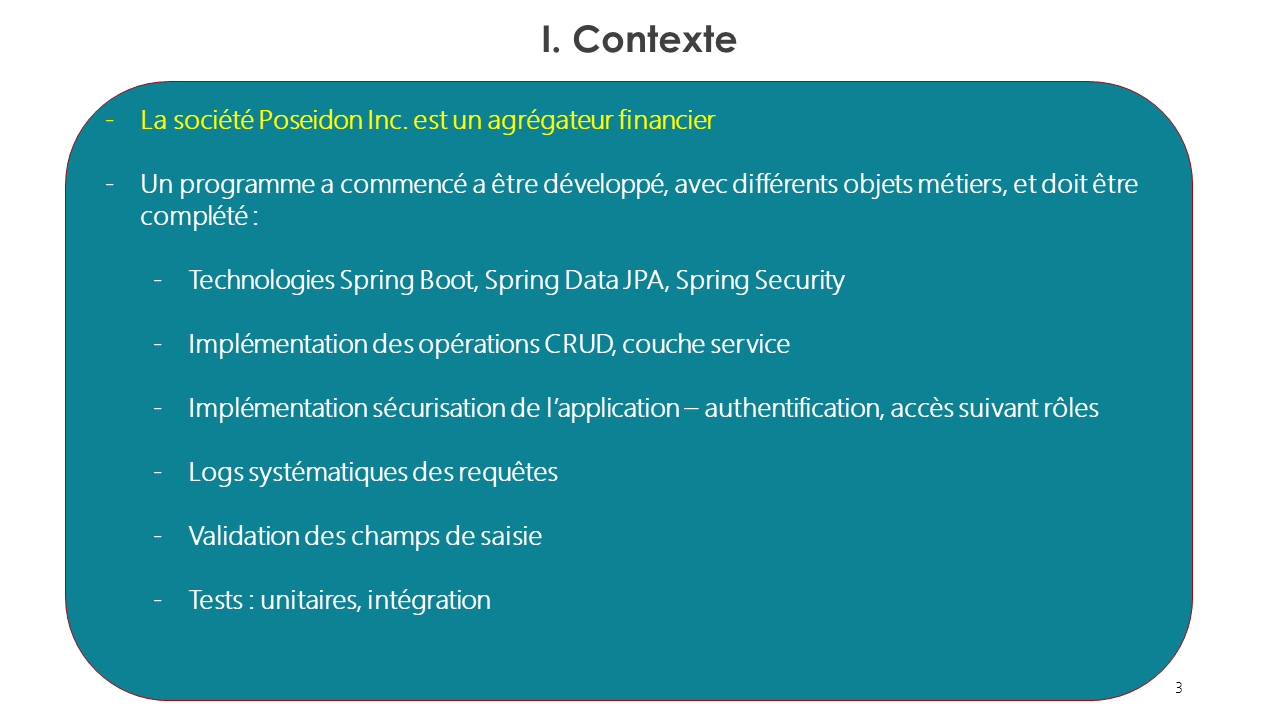 I. Contexte
- La société Poseidon Inc. est un agrégateur financier
- Un programme a commencé a être développé, avec différents objets métiers, et doit être
complété :
- Technologies Spring Boot, Spring Data JPA, Spring Security
- Implémentation des opérations CRUD, couche service
- Implémentation sécurisation de l’application – authentification, accès suivant rôles
- Logs systématiques des requêtes
- Validation des champs de saisie
- Tests : unitaires, intégration
3